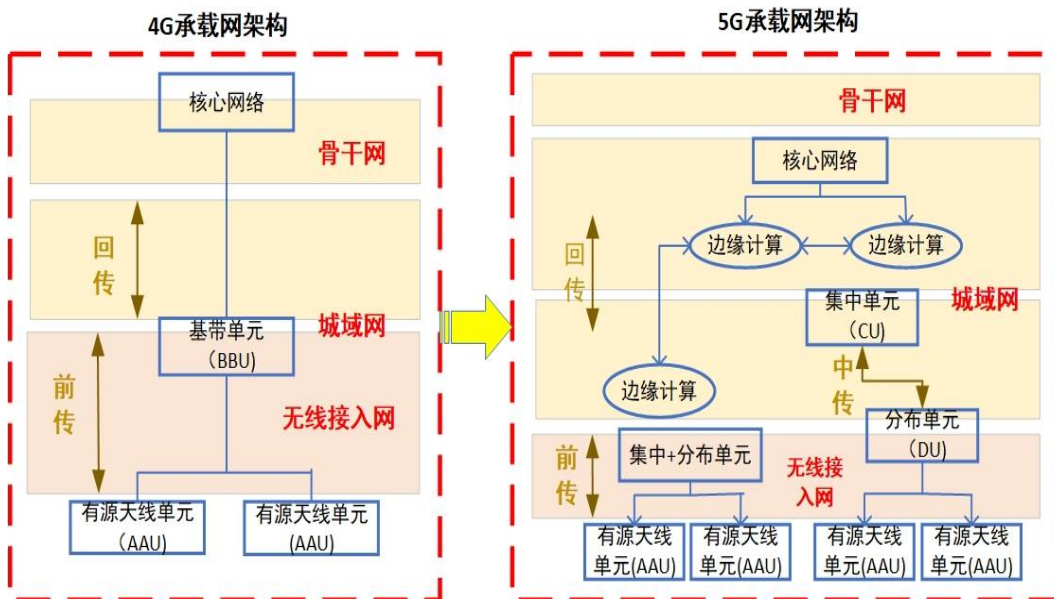 4G承载网架构
核心网络
骨干网
回
传
城域网
基带单元
（BBU)
前
传
无线接入网
有源天线单元
（AAU)
有源天线单元
(AAU)
5G承载网架构
骨干网
核心网络
边缘计算
边缘计算
回
传
集中单元
（CU）
城域网
边缘计算
中
传
分布单元
（DU)
前
传
集中+分布单元
无线接
入网
有源天线
单元(AAU)
有源天线
单元(AAU)
有源天线
单元(AAU)
有源天线
单元(AAU)